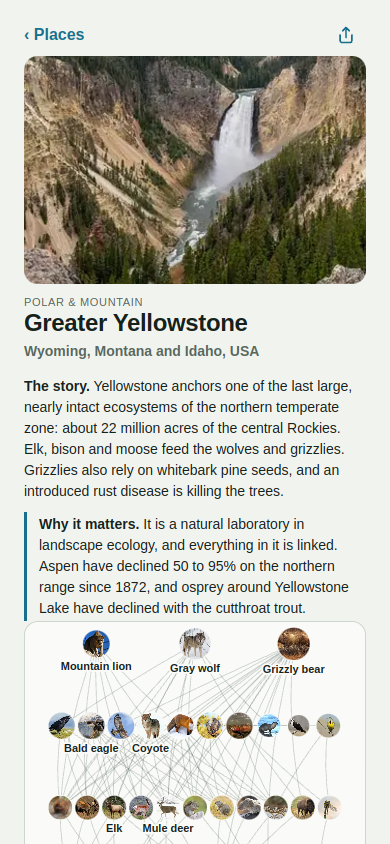 ‹ Places
POLAR & MOUNTAIN
Greater Yellowstone
Wyoming, Montana and Idaho, USA
The story. Yellowstone anchors one of the last large,
nearly intact ecosystems of the northern temperate
zone: about 22 million acres of the central Rockies.
Elk, bison and moose feed the wolves and grizzlies.
Grizzlies also rely on whitebark pine seeds, and an
introduced rust disease is killing the trees.
Why it matters. It is a natural laboratory in
landscape ecology, and everything in it is linked.
Aspen have declined 50 to 95% on the northern
range since 1872, and osprey around Yellowstone
Lake have declined with the cutthroat trout.
Mountain lion
Gray wolf
Grizzly bear
Bald eagle
Coyote
Elk
Mule deer